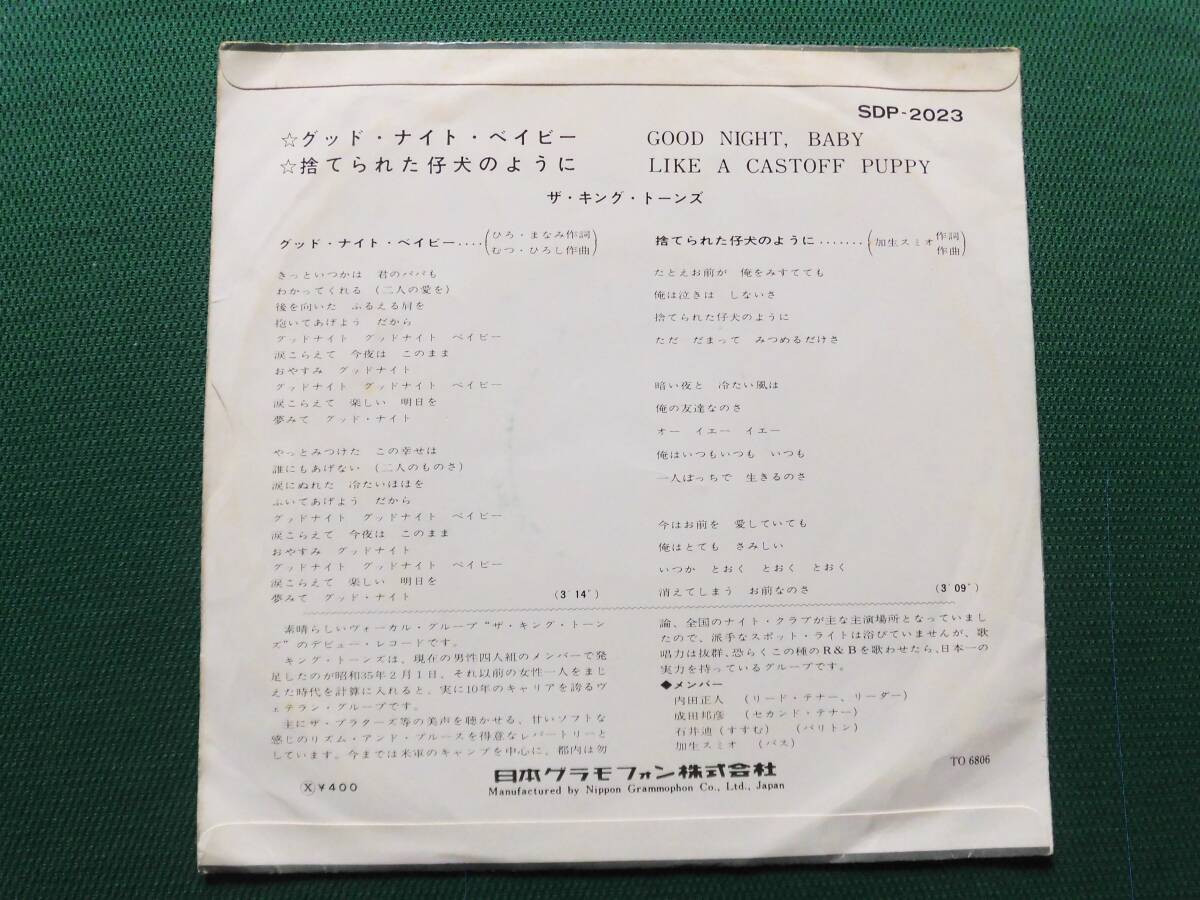 SDP-2023
☆グッド・ナイト・ベイビー GOOD NIGHT, BABY
☆捨てられた仔犬のように LIKE A CASTOFF PUPPY
ザ・キング・トーンズ
グッド・ナイト・ベイビー‥‥(ひろ・まなみ作詞 むつ・ひろし作曲)
きっといつかは 君のパパも
わかってくれる (二人の愛を)
後を向いた ふるえる肩を
抱いてあげよう だから
グッドナイト グッドナイト ベイビー
涙こらえて 今夜は このまま
おやすみ グッドナイト
グッドナイト グッドナイト ベイビー
涙こらえて 楽しい 明日を
夢みて グッド・ナイト
やっとみつけた この幸せは
誰にもあげない (二人のものさ)
涙にぬれた 冷たいほほを
ふいてあげよう だから
グッドナイト グッドナイト ベイビー
涙こらえて 今夜は このまま
おやすみ グッドナイト
グッドナイト グッドナイト ベイビー
涙こらえて 楽しい 明日を
夢みて グッド・ナイト (3′14″)
捨てられた仔犬のように‥‥‥(加生スミオ 作詞 作曲)
たとえお前が 俺をみすてても
俺は泣きは しないさ
捨てられた仔犬のように
ただ だまって みつめるだけさ
暗い夜と 冷たい風は
俺の友達なのさ
オー イエー イエー
俺はいつもいつも いつも
一人ぼっちで 生きるのさ
今はお前を 愛していても
俺はとても さみしい
いつか とおく とおく とおく
消えてしまう お前なのさ (3′09″)
素晴らしいヴォーカル・グループ“ザ・キング・トーン
ズ”のデビュー・レコードです。
キング・トーンズは、現在の男性四人組のメンバーで発
足したのが昭和35年2月1日、それ以前の女性一人をまじ
えた時代を計算に入れると、実に10年のキャリアを誇るヴ
ェテラン・グループです。
主にザ・プラターズ等の美声を聴かせる、甘いソフトな
感じのリズム・アンド・ブルースを得意なレパートリーと
しています。今までは米軍のキャンプを中心に、都内は勿
論、全国のナイト・クラブが主な主演場所となっていまし
たので、派手なスポット・ライトは浴びていませんが、歌
唱力は抜群、恐らくこの種のR&Bを歌わせたら、日本一の
実力を持っているグループです。
◆メンバー
内田正人 (リード・テナー、リーダー)
成田邦彦 (セカンド・テナー)
石井迪(すすむ) (バリトン)
加生スミオ (バス)
Ⓧ¥400
日本グラモフォン株式会社
Manufactured by Nippon Grammophon Co., Ltd., Japan
TO 6806